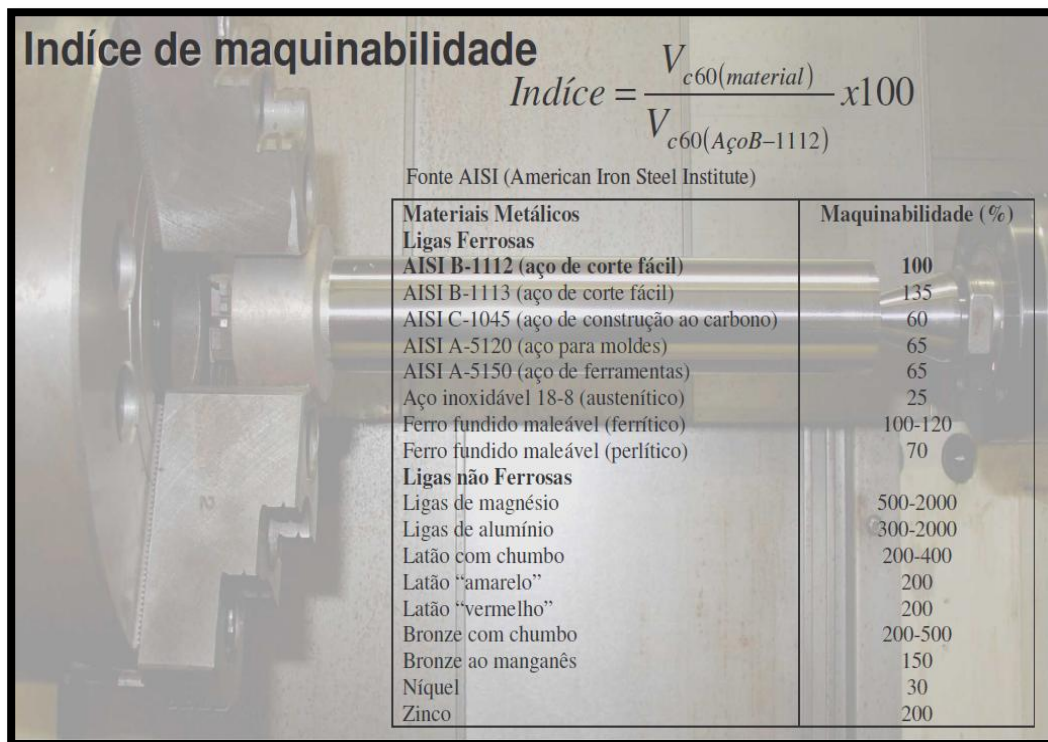 Indíce de maquinabilidade
Indíce = V_c60(material) / V_c60(AçoB−1112) x100
Fonte AISI (American Iron Steel Institute)
Materiais Metálicos Maquinabilidade (%)
Ligas Ferrosas
AISI B-1112 (aço de corte fácil) 100
AISI B-1113 (aço de corte fácil) 135
AISI C-1045 (aço de construção ao carbono) 60
AISI A-5120 (aço para moldes) 65
AISI A-5150 (aço de ferramentas) 65
Aço inoxidável 18-8 (austenítico) 25
Ferro fundido maleável (ferrítico) 100-120
Ferro fundido maleável (perlítico) 70
Ligas não Ferrosas
Ligas de magnésio 500-2000
Ligas de alumínio 300-2000
Latão com chumbo 200-400
Latão “amarelo” 200
Latão “vermelho” 200
Bronze com chumbo 200-500
Bronze ao manganês 150
Níquel 30
Zinco 200